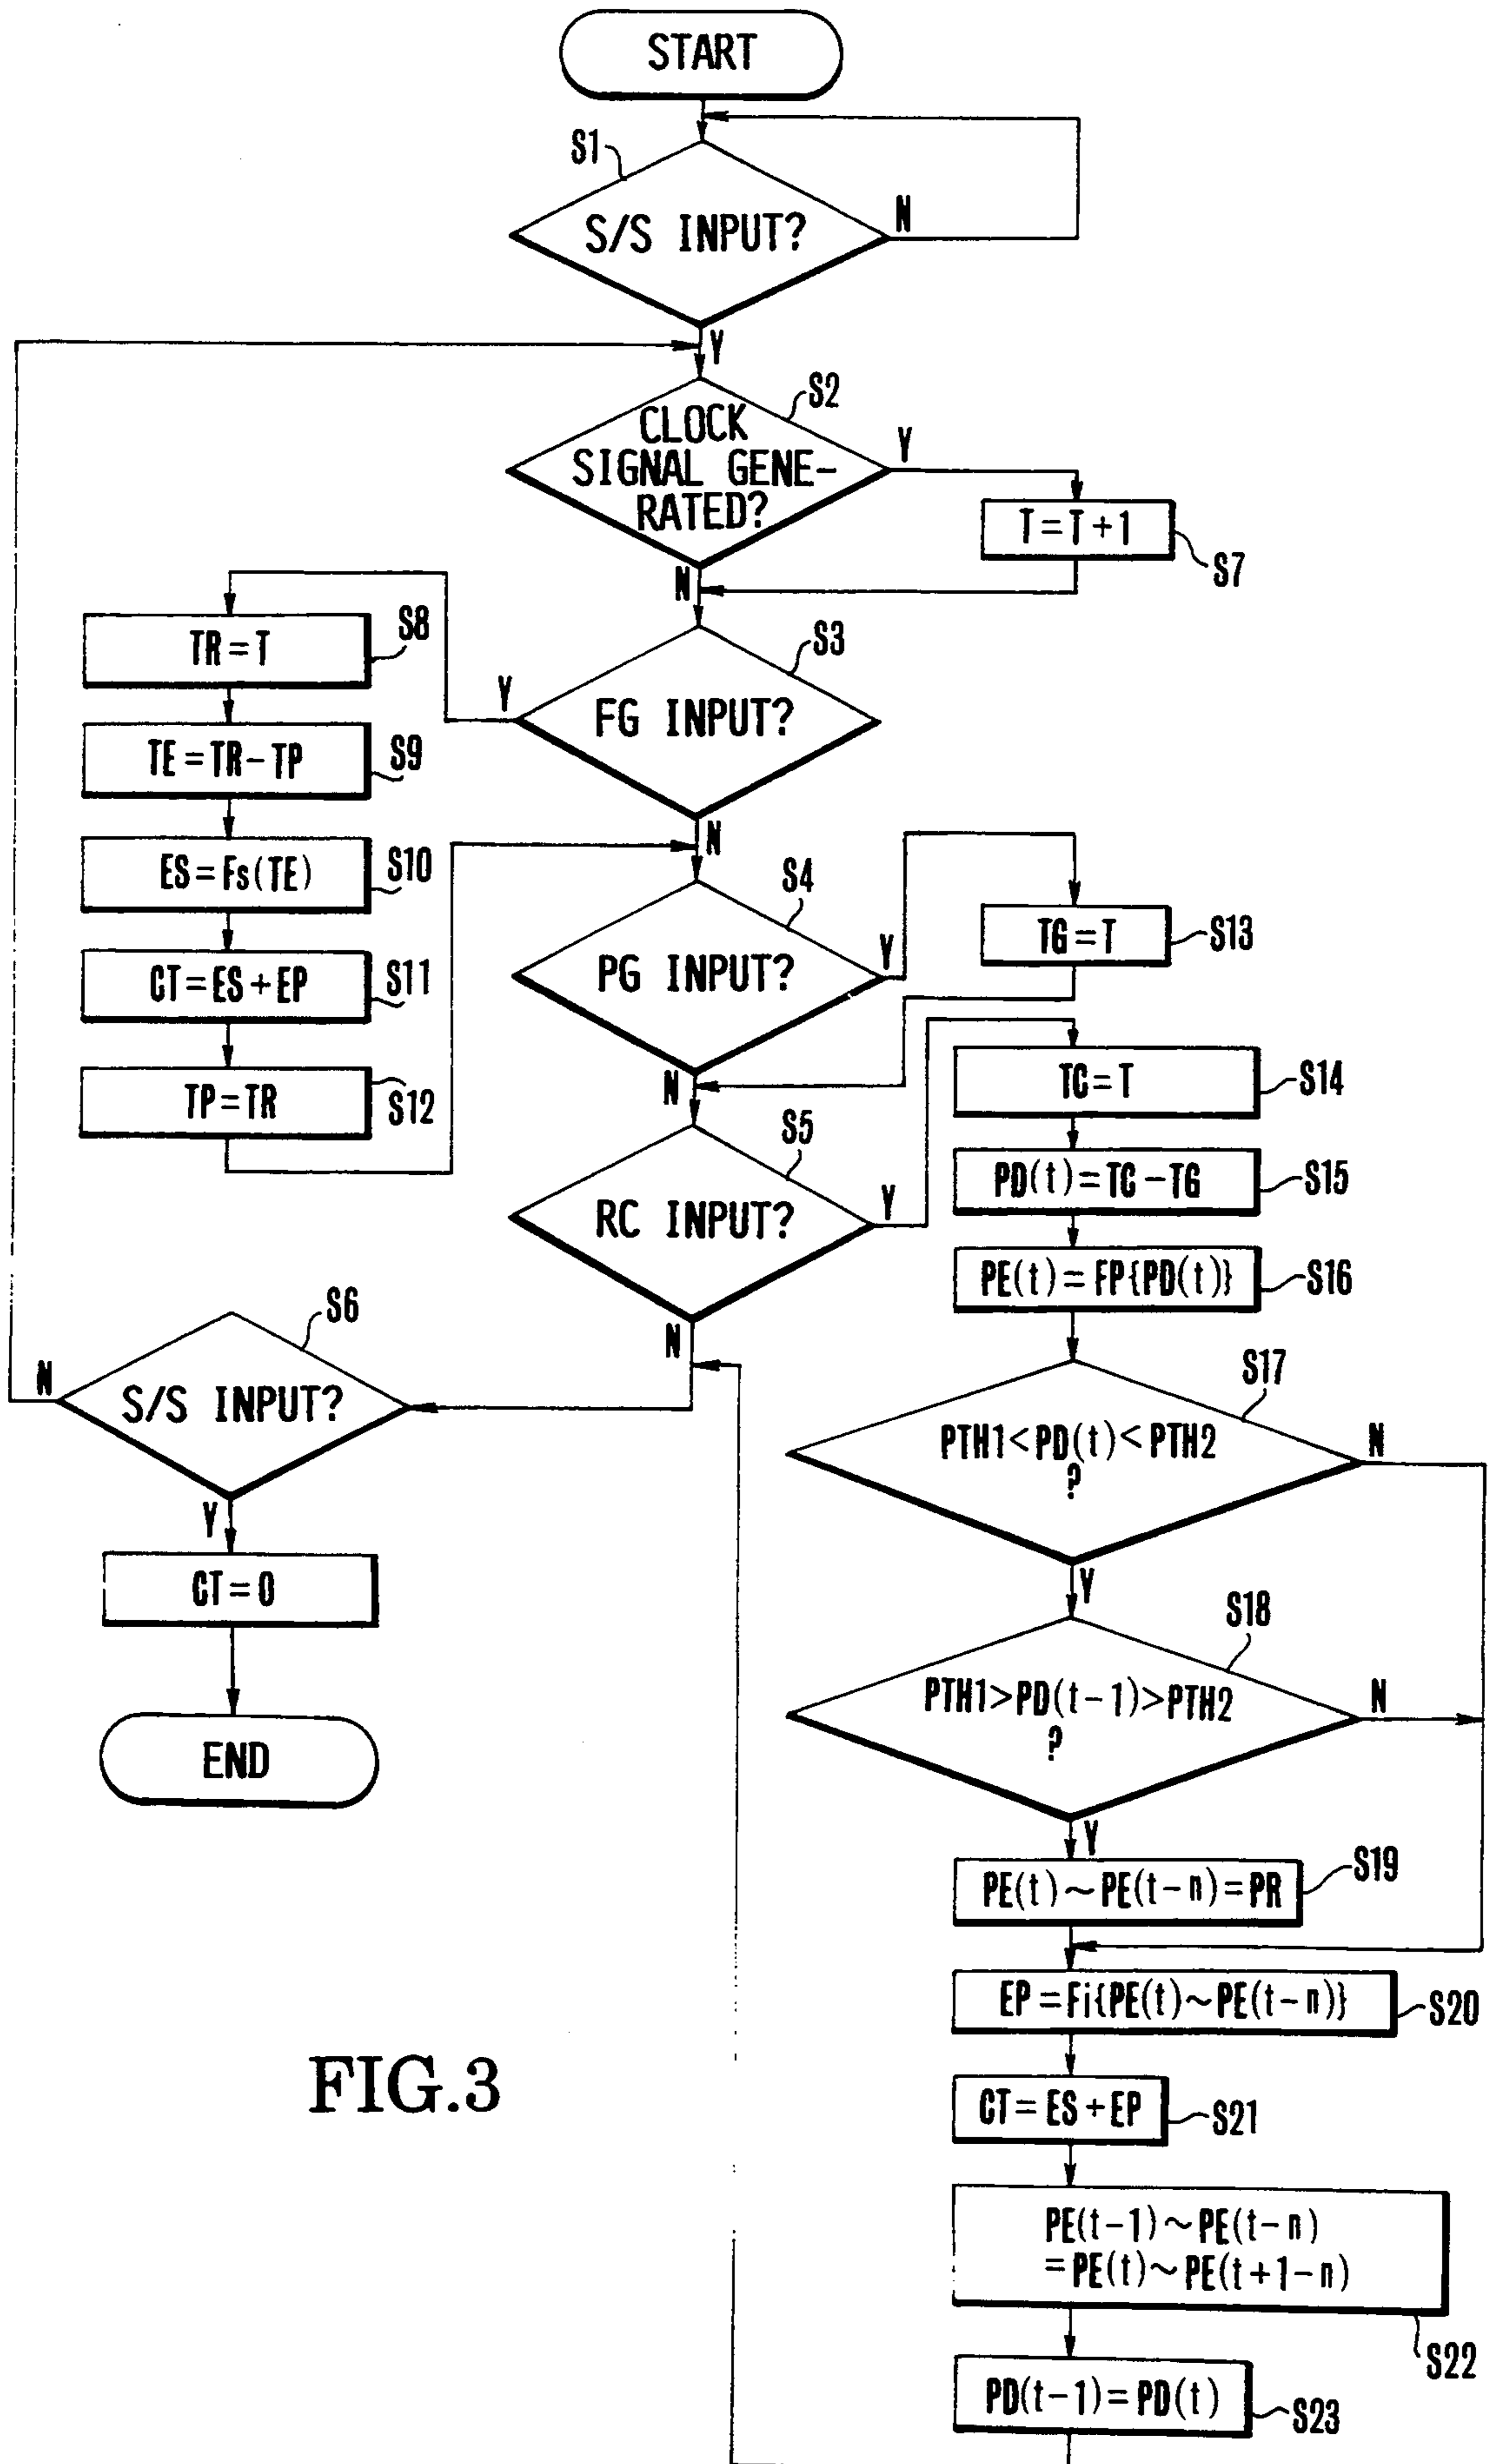 START
S1
S/S INPUT?
N
Y
S2
CLOCK
SIGNAL GENE-
RATED?
Y
T=T+1
S7
N
S8
TR=T
S3
FG INPUT?
Y
S9
TE=TR-TP
N
S10
ES=Fs(TE)
S4
PG INPUT?
Y
TG=T
S13
S11
CT=ES+EP
N
S12
TP=TR
TC=T
S14
S5
RC INPUT?
Y
PD(t)=TC-TG
S15
PE(t)=FP{PD(t)}
S16
N
S6
S/S INPUT?
N
Y
S17
PTH1<PD(t)<PTH2
?
N
Y
CT=0
END
S18
PTH1>PD(t-1)>PTH2
?
N
Y
PE(t)~PE(t-n)=PR
S19
EP=Fi{PE(t)~PE(t-n)}
S20
CT=ES+EP
S21
PE(t-1)~PE(t-n)
=PE(t)~PE(t+1-n)
S22
PD(t-1)=PD(t)
S23
FIG.3